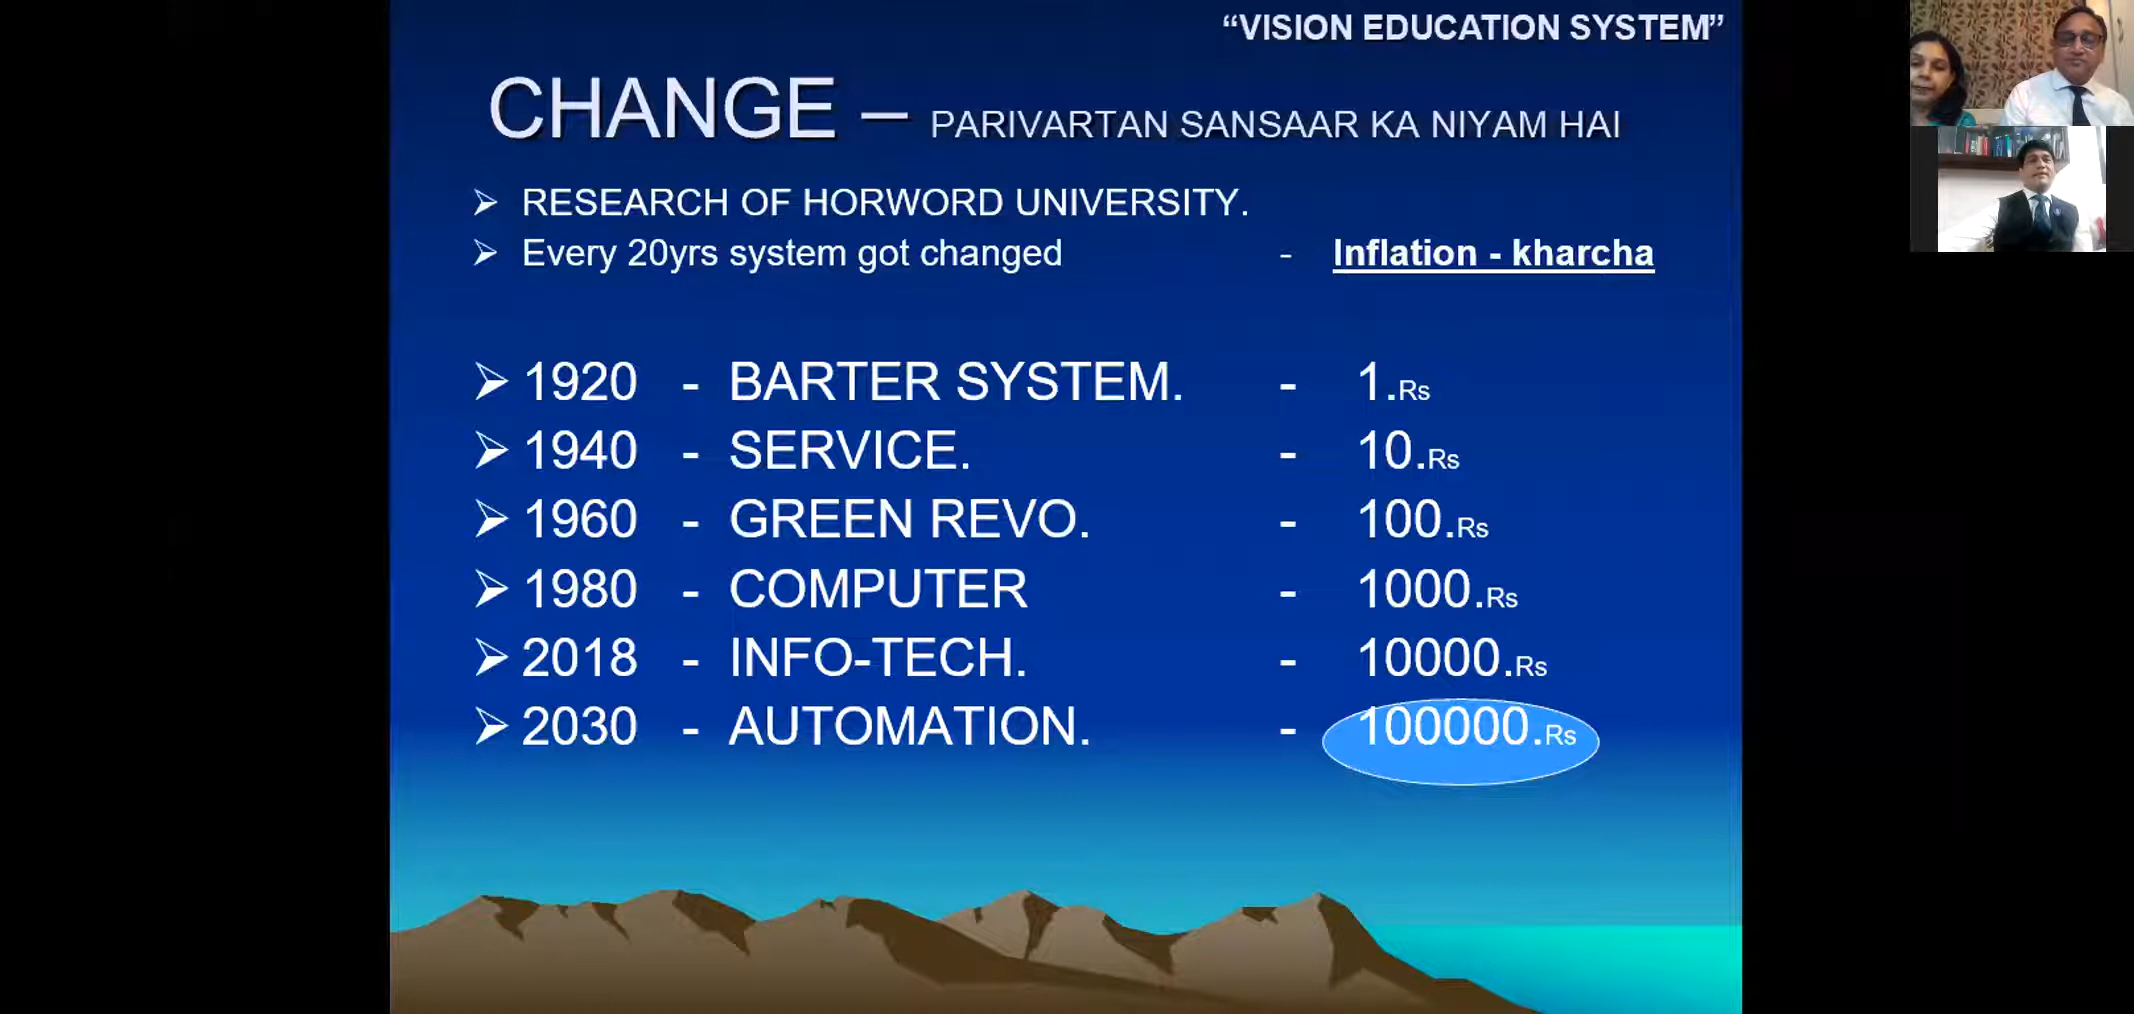 “VISION EDUCATION SYSTEM”
CHANGE – PARIVARTAN SANSAAR KA NIYAM HAI
RESEARCH OF HORWORD UNIVERSITY.
Every 20yrs system got changed - Inflation - kharcha
1920 - BARTER SYSTEM. - 1.Rs
1940 - SERVICE. - 10.Rs
1960 - GREEN REVO. - 100.Rs
1980 - COMPUTER - 1000.Rs
2018 - INFO-TECH. - 10000.Rs
2030 - AUTOMATION. - 100000.Rs